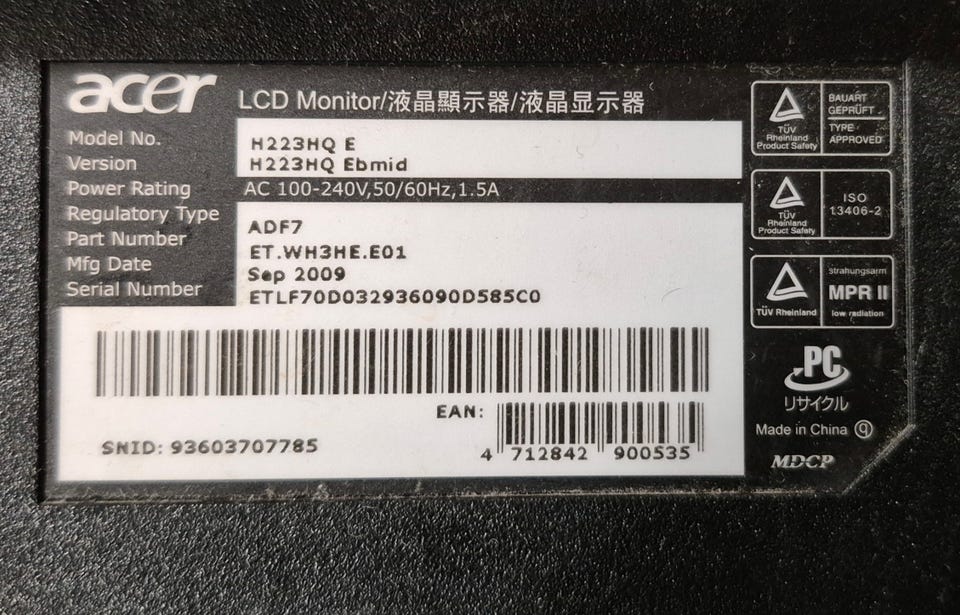 acer
LCD Monitor/液晶顯示器/液晶显示器
Model No. H223HQ E
Version H223HQ Ebmid
Power Rating AC 100-240V,50/60Hz,1.5A
Regulatory Type ADF7
Part Number ET.WH3HE.E01
Mfg Date Sep 2009
Serial Number ETLF70D032936090D585C0
EAN:
SNID: 93603707785
4 712842 900535
TÜV
Rheinland
Product Safety
BAUART
GEPRÜFT
TYPE
APPROVED
TÜV
Rheinland
Product Safety
ISO
13406-2
TÜV Rheinland
strahlungsarm
MPR II
low radiation
PC
リサイクル
Made in China 9
MDCP